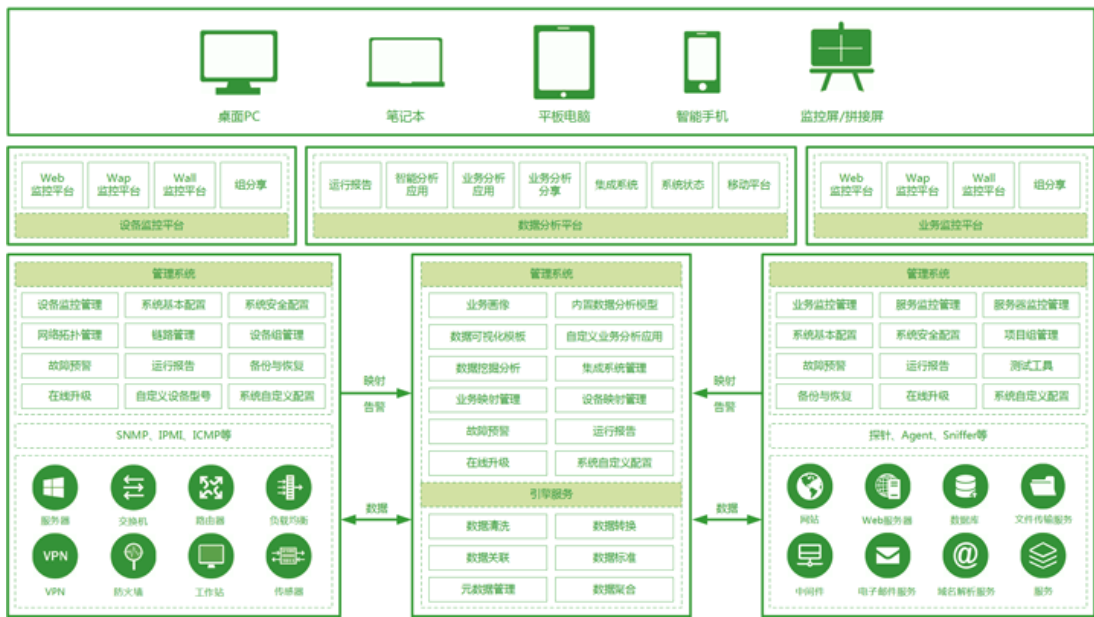 桌面PC
笔记本
平板电脑
智能手机
监控屏/拼接屏
Web
监控平台
Wap
监控平台
Wall
监控平台
组分享
设备监控平台
运行报告
智能分析
应用
业务分析
应用
业务分析
分享
集成系统
系统状态
移动平台
数据分析平台
Web
监控平台
Wap
监控平台
Wall
监控平台
组分享
业务监控平台
管理系统
设备监控管理
系统基本配置
系统安全配置
网络拓扑管理
链路管理
设备组管理
故障预警
运行报告
备份与恢复
在线升级
自定义设备型号
系统自定义配置
SNMP、IPMI、ICMP等
服务器
交换机
路由器
负载均衡
VPN
VPN
防火墙
工作站
传感器
映射
告警
数据
管理系统
业务画像
内置数据分析模型
数据可视化模板
自定义业务分析应用
数据挖掘分析
集成系统管理
业务映射管理
设备映射管理
故障预警
运行报告
在线升级
系统自定义配置
引擎服务
数据清洗
数据转换
数据关联
数据标准
元数据管理
数据聚合
映射
告警
数据
管理系统
业务监控管理
服务监控管理
服务器监控管理
系统基本配置
系统安全配置
项目组管理
故障预警
运行报告
测试工具
备份与恢复
在线升级
系统自定义配置
探针、Agent、Sniffer等
网站
Web服务器
数据库
文件传输服务
中间件
电子邮件服务
域名解析服务
服务